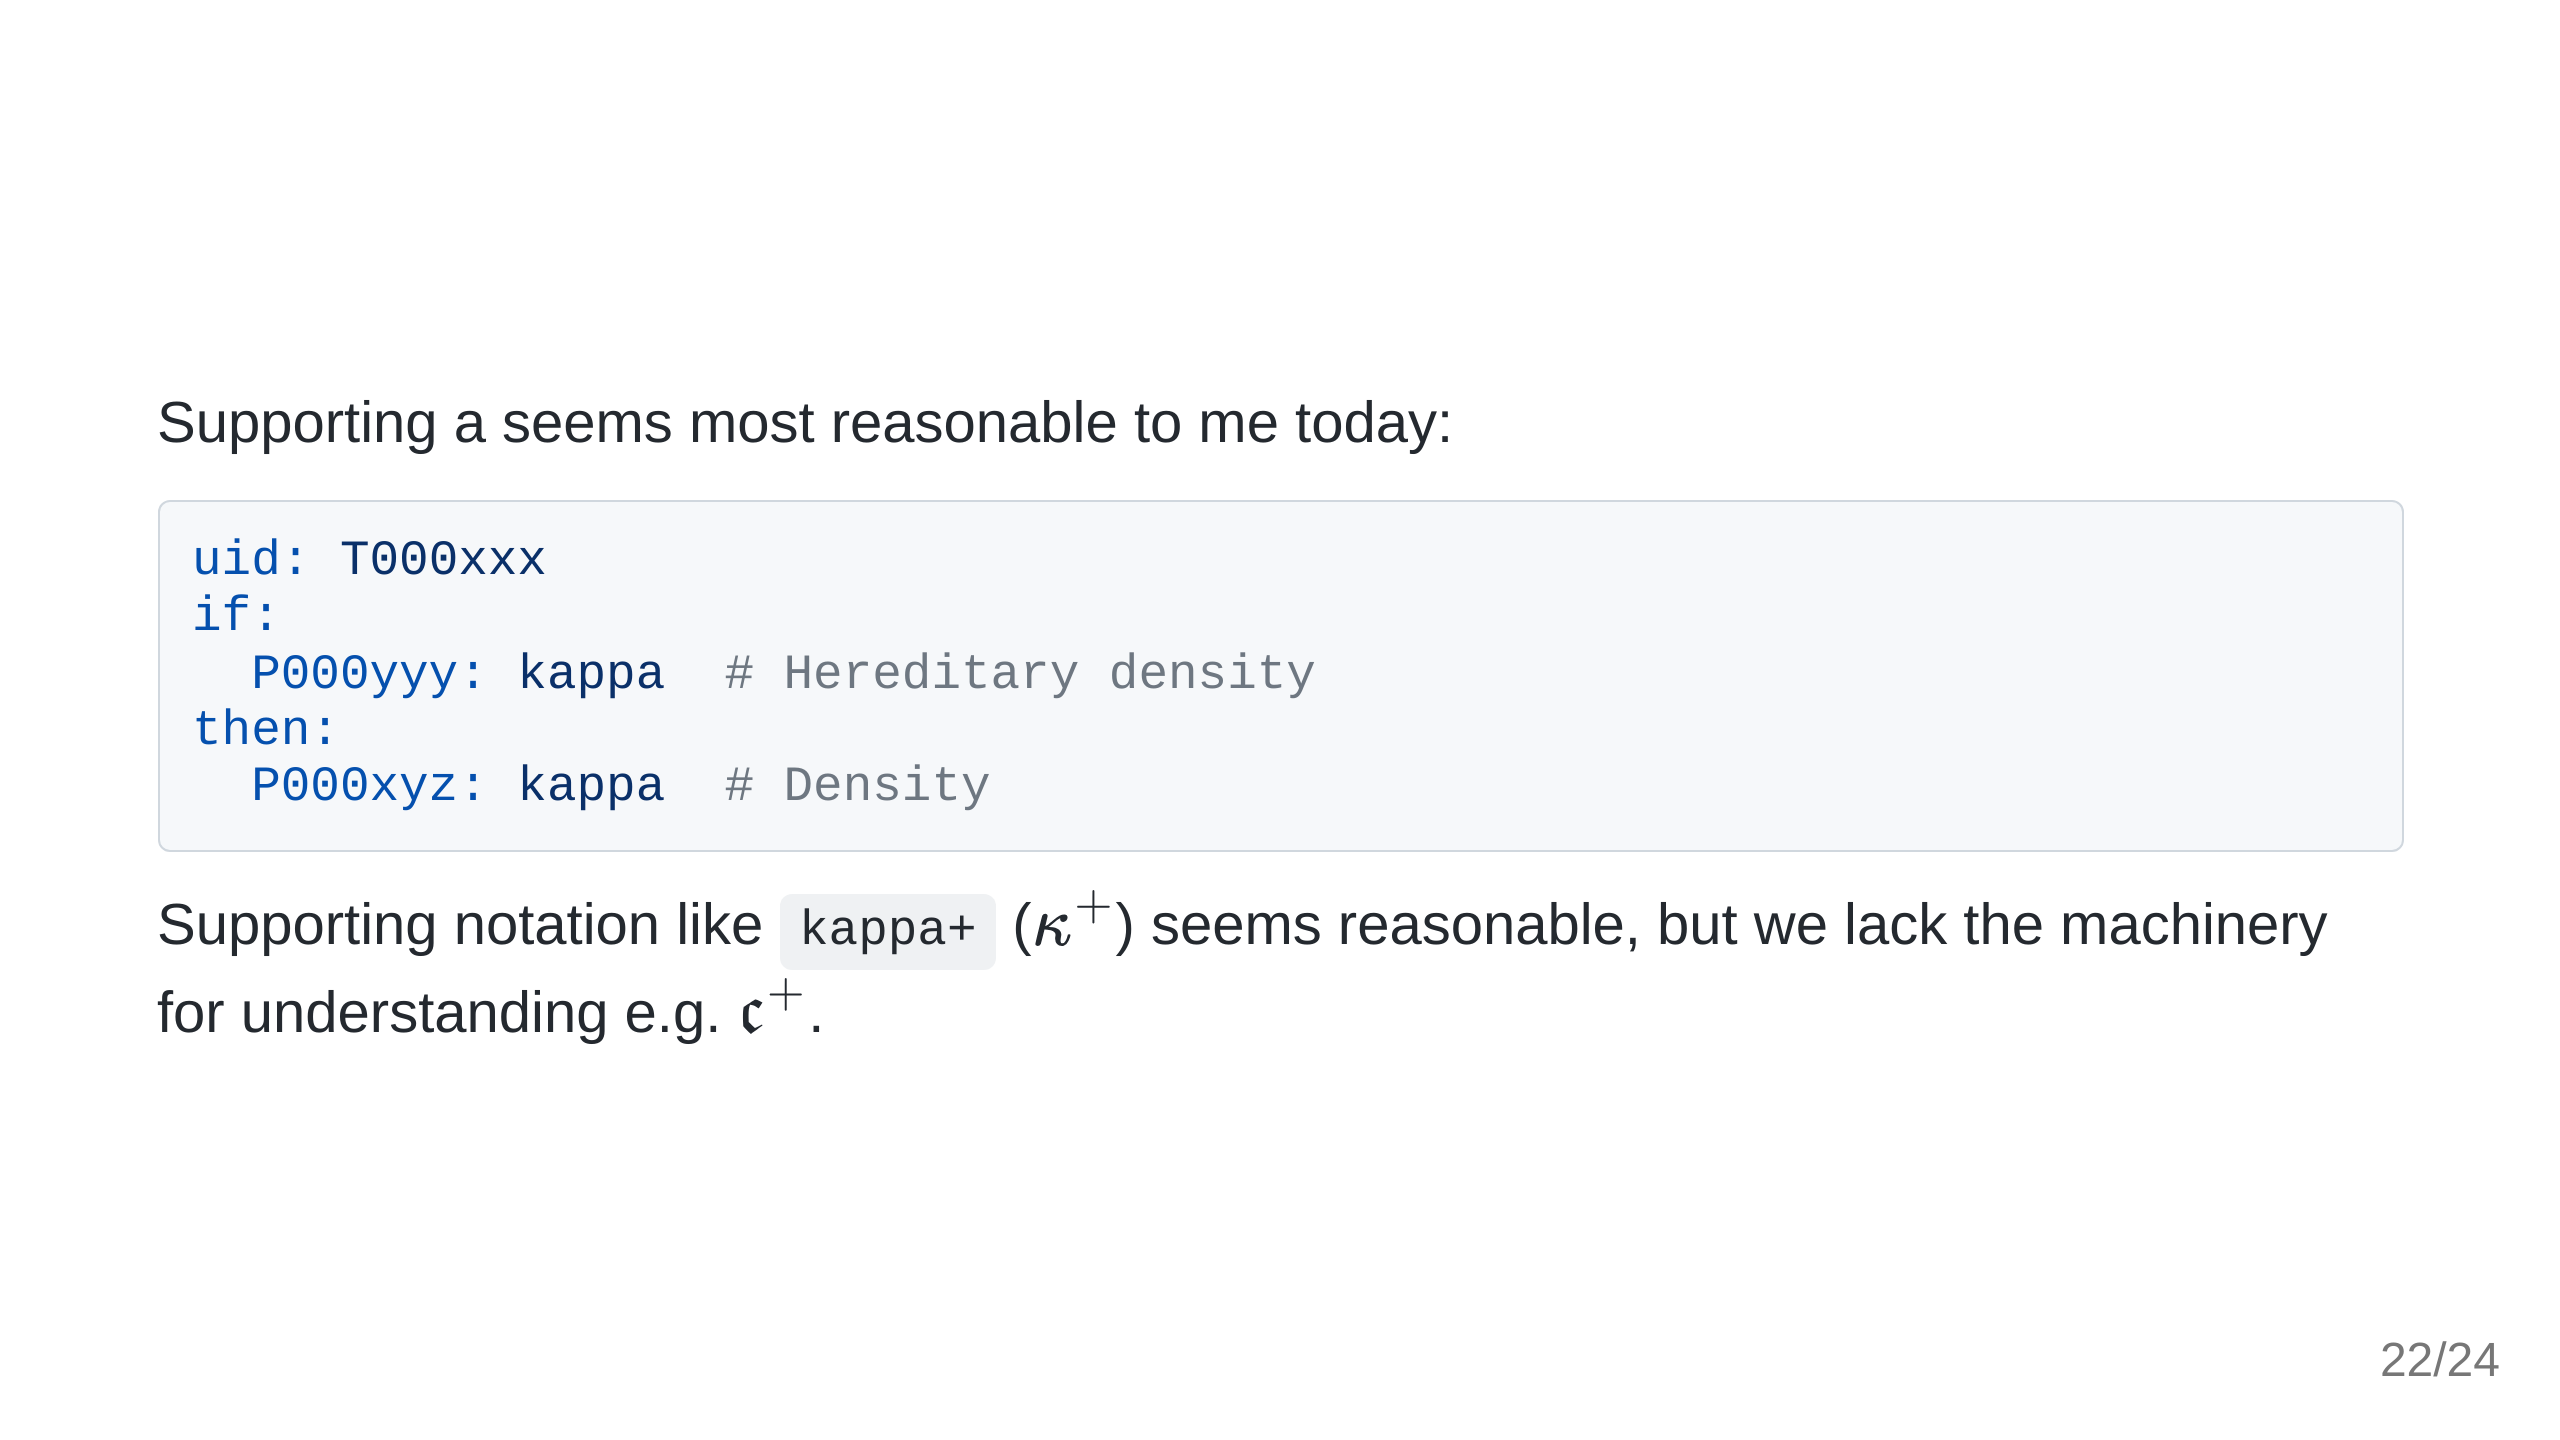 Supporting a seems most reasonable to me today:
uid: T000xxx
if:
  P000yyy: kappa  # Hereditary density
then:
  P000xyz: kappa  # Density
Supporting notation like kappa+ (κ⁺) seems reasonable, but we lack the machinery
for understanding e.g. 𝔠⁺.
22/24